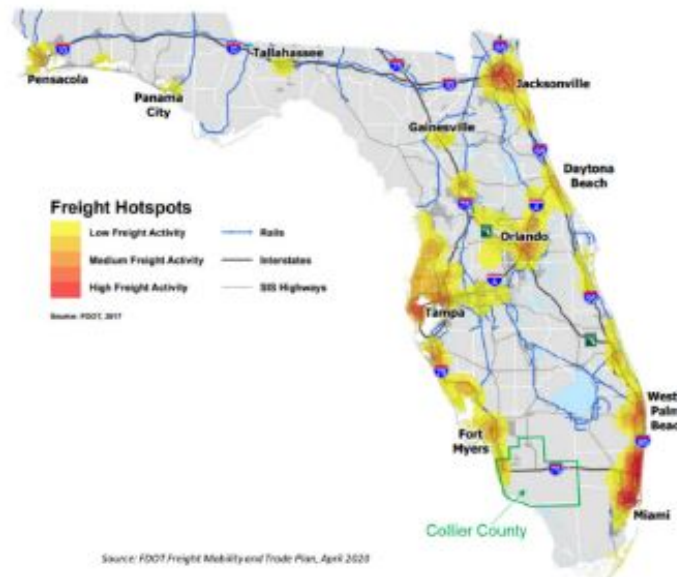 Pensacola
Panama
City
Tallahassee
Jacksonville
Gainesville
Daytona
Beach
Orlando
Freight Hotspots
Low Freight Activity
Medium Freight Activity
High Freight Activity
Rails
Interstates
SIS Highways
Source: FDOT, 2017
Tampa
West
Palm
Beach
Fort
Myers
Miami
Collier County
Source: FDOT Freight Mobility and Trade Plan, April 2020